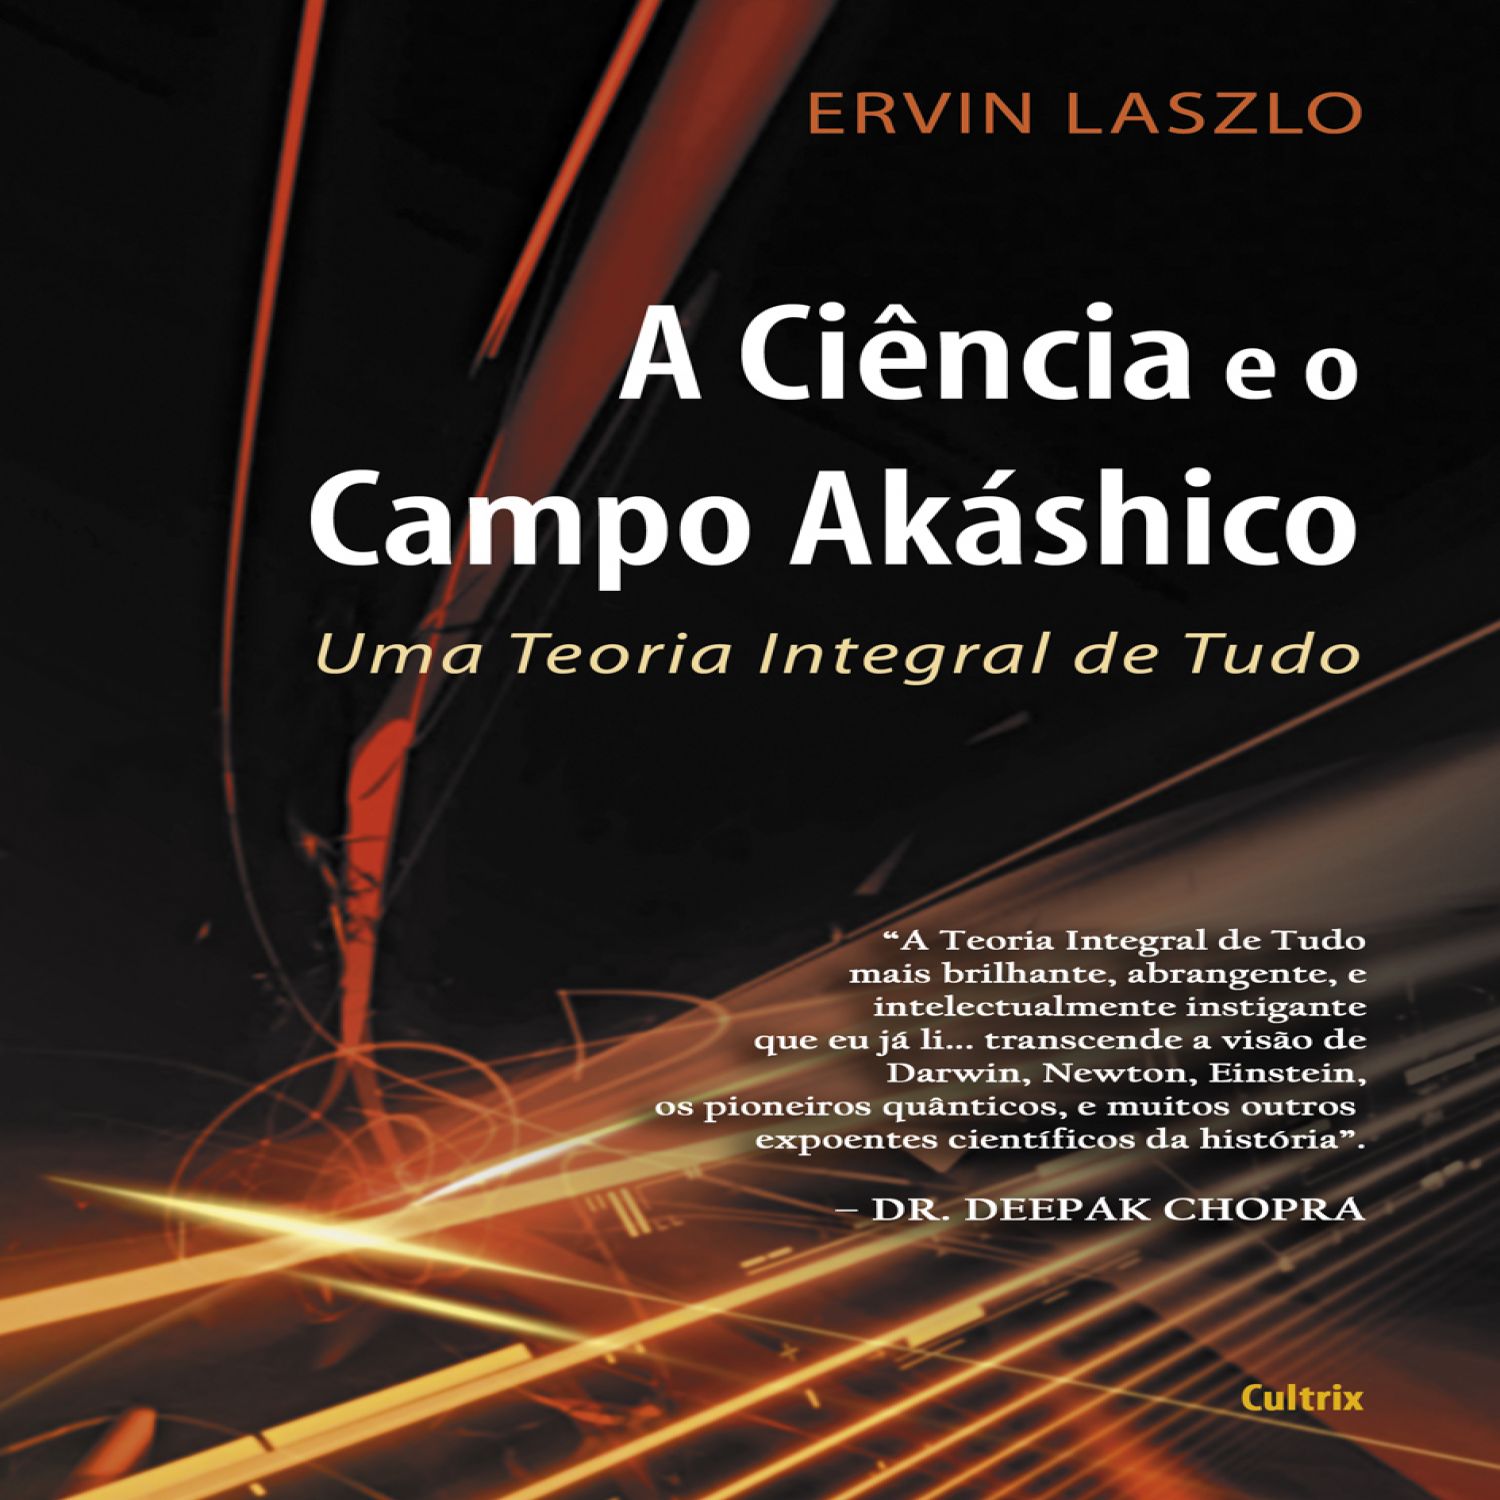 ERVIN LASZLO
A Ciência e o
Campo Akáshico
Uma Teoria Integral de Tudo
“A Teoria Integral de Tudo
mais brilhante, abrangente, e
intelectualmente instigante
que eu já li... transcende a visão de
Darwin, Newton, Einstein,
os pioneiros quânticos, e muitos outros
expoentes científicos da história”.
– DR. DEEPAK CHOPRA
Cultrix